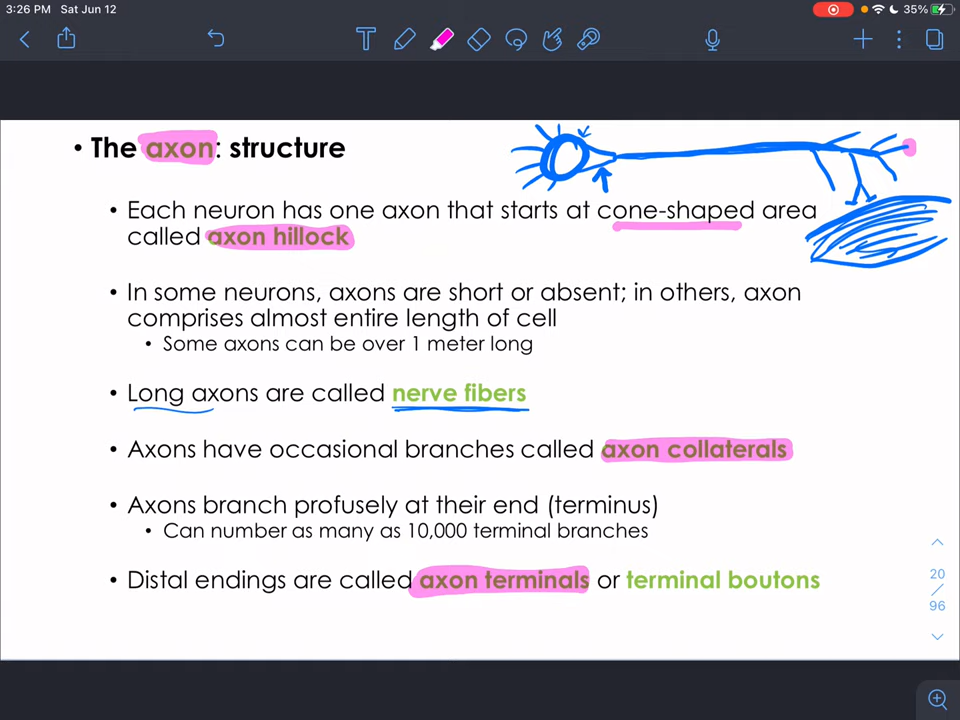 3:26 PM Sat Jun 12
35%
T
• The axon: structure
• Each neuron has one axon that starts at cone-shaped area
called axon hillock
• In some neurons, axons are short or absent; in others, axon
comprises almost entire length of cell
• Some axons can be over 1 meter long
• Long axons are called nerve fibers
• Axons have occasional branches called axon collaterals
• Axons branch profusely at their end (terminus)
• Can number as many as 10,000 terminal branches
• Distal endings are called axon terminals or terminal boutons
20
/
96